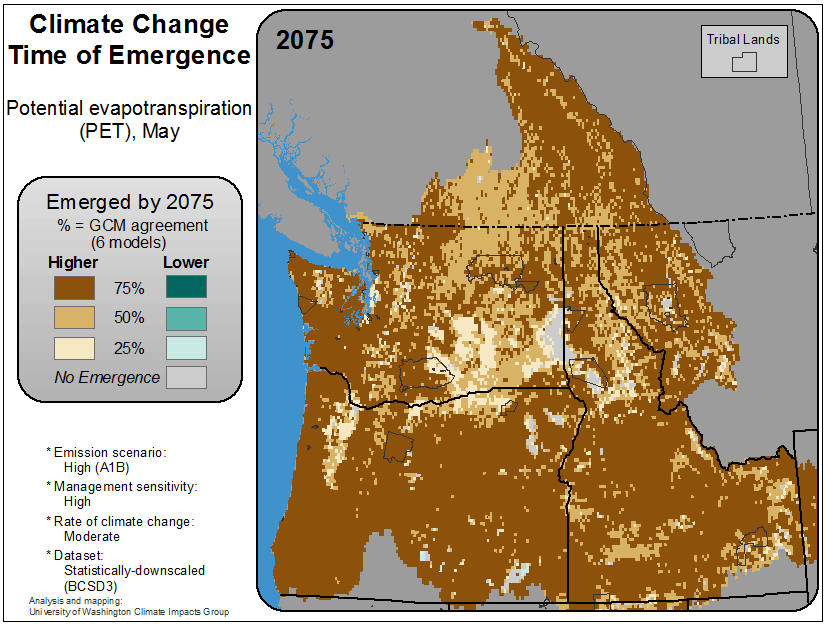 Climate Change
Time of Emergence
Potential evapotranspiration
(PET), May
Emerged by 2075
% = GCM agreement
(6 models)
Higher Lower
75%
50%
25%
No Emergence
* Emission scenario:
High (A1B)
* Management sensitivity:
High
* Rate of climate change:
Moderate
* Dataset:
Statistically-downscaled
(BCSD3)
Analysis and mapping:
University of Washington Climate Impacts Group
2075
Tribal Lands